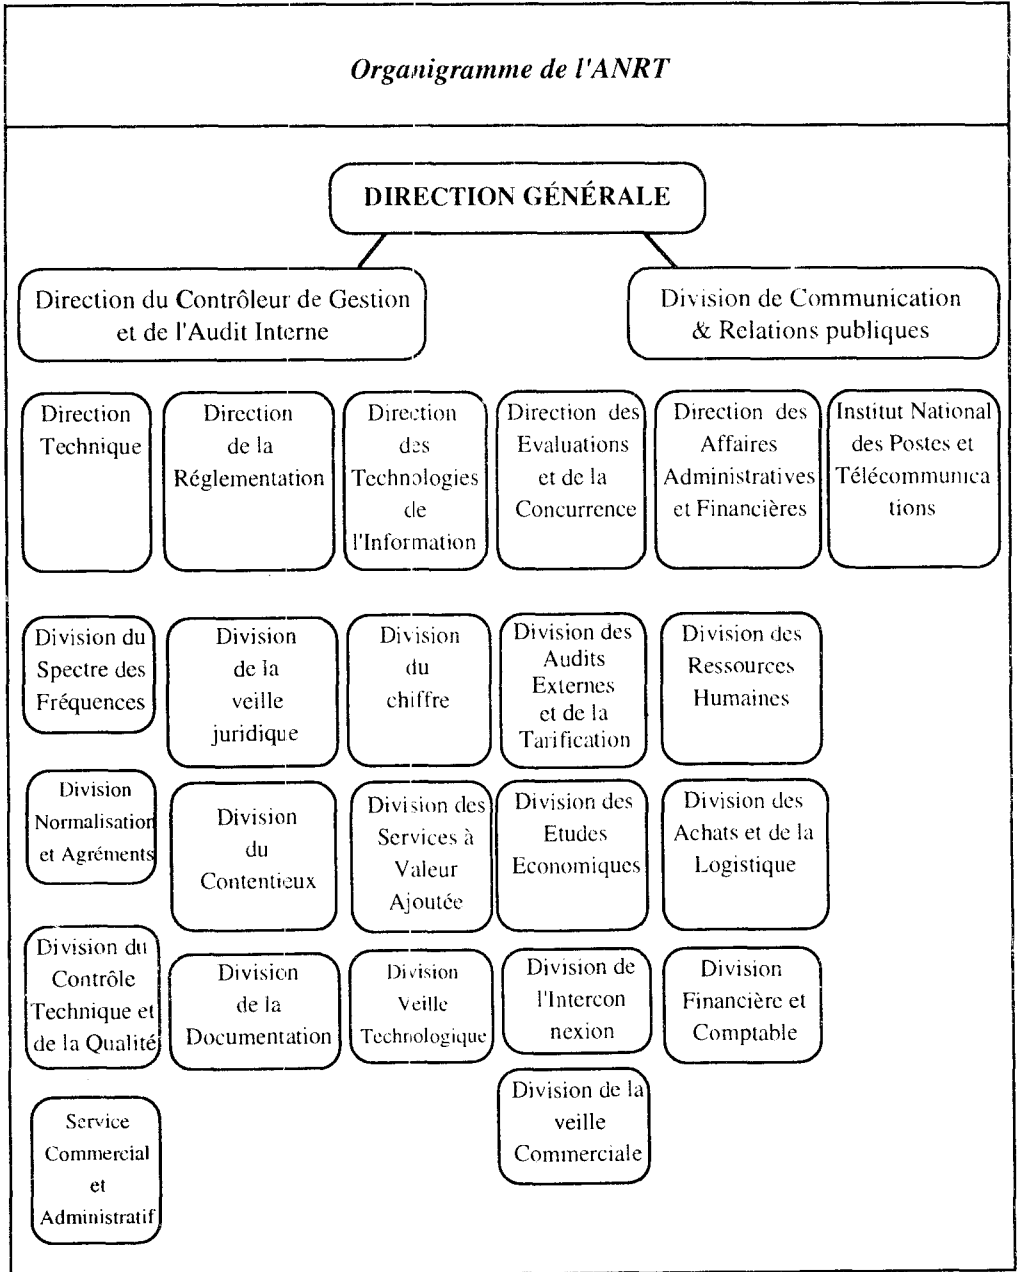 Organigramme de l'ANRT
DIRECTION GÉNÉRALE
Direction du Contrôleur de Gestion
et de l'Audit Interne
Division de Communication
& Relations publiques
Direction
Technique
Direction
de la
Réglementation
Direction
des
Technologies
de
l'Information
Direction des
Evaluations
et de la
Concurrence
Direction des
Affaires
Administratives
et Financières
Institut National
des Postes et
Télécommunica
tions
Division du
Spectre des
Fréquences
Division
de la
veille
juridique
Division
du
chiffre
Division des
Audits
Externes
et de la
Tarification
Division des
Ressources
Humaines
Division
Normalisation
et Agréments
Division
du
Contentieux
Division des
Services à
Valeur
Ajoutée
Division des
Etudes
Economiques
Division des
Achats et de la
Logistique
Division du
Contrôle
Technique et
de la Qualité
Division
de la
Documentation
Division
Veille
Technologique
Division de
l'Intercon
nexion
Division
Financière et
Comptable
Service
Commercial
et
Administratif
Division de la
veille
Commerciale